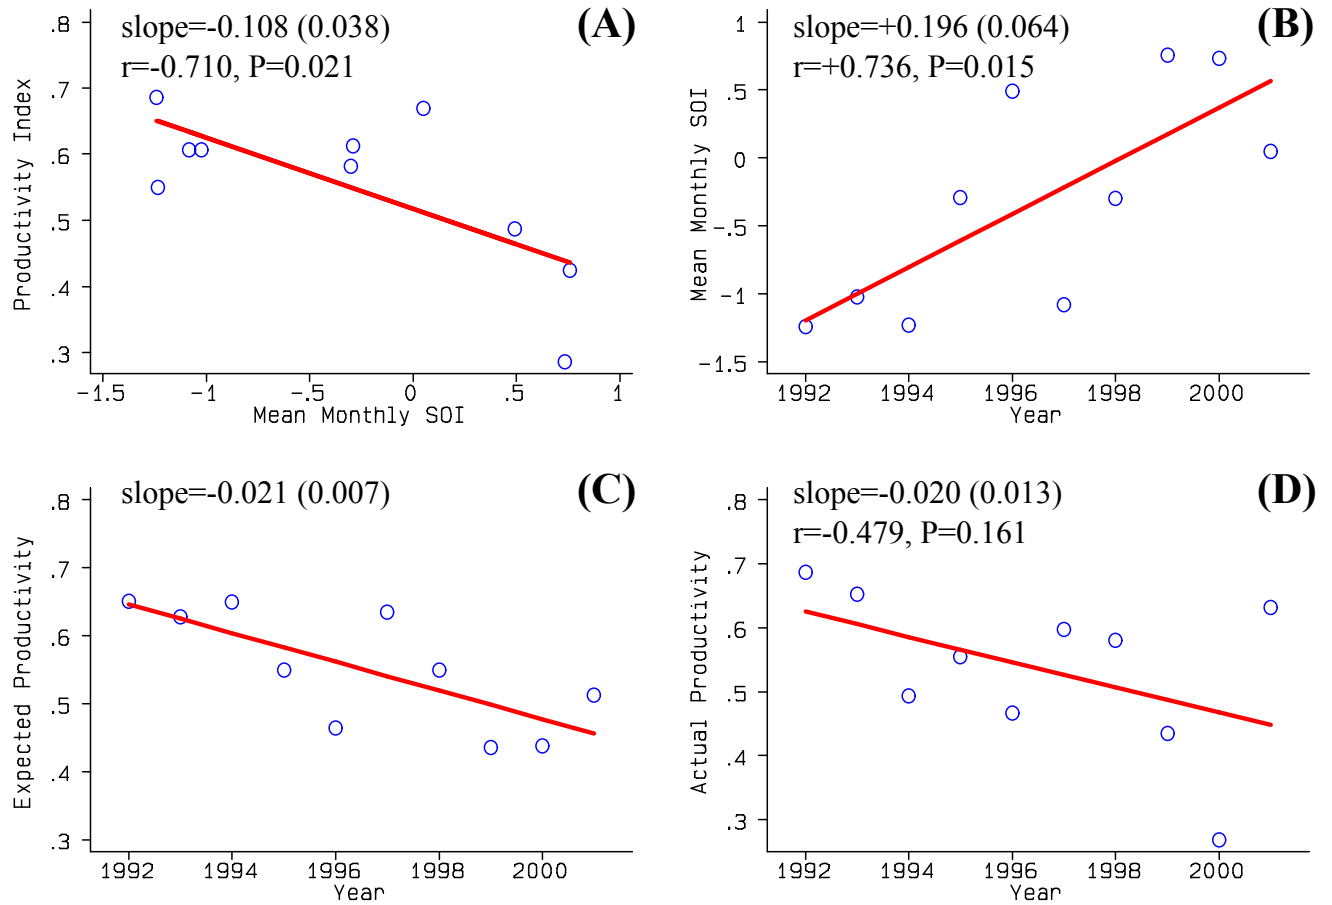 slope=-0.108 (0.038)
r=-0.710, P=0.021
(A)
.8
.7
.6
.5
.4
.3
Productivity Index
-1.5 -1 -.5 0 .5 1
Mean Monthly SOI
slope=+0.196 (0.064)
r=+0.736, P=0.015
(B)
1
.5
0
-.5
-1
-1.5
Mean Monthly SOI
1992 1994 1996 1998 2000
Year
slope=-0.021 (0.007)
(C)
.8
.7
.6
.5
.4
.3
Expected Productivity
1992 1994 1996 1998 2000
Year
slope=-0.020 (0.013)
r=-0.479, P=0.161
(D)
.8
.7
.6
.5
.4
.3
Actual Productivity
1992 1994 1996 1998 2000
Year